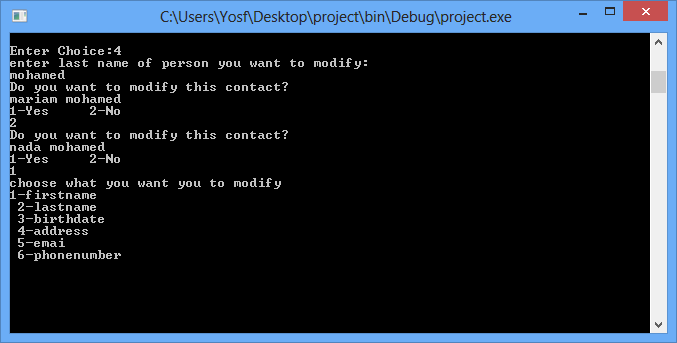 C:\Users\Yosf\Desktop\project\bin\Debug\project.exe
Enter Choice:4
enter last name of person you want to modify:
mohamed
Do you want to modify this contact?
mariam mohamed
1-Yes     2-No
2
Do you want to modify this contact?
nada mohamed
1-Yes     2-No
1
choose what you want you to modify
1-firstname
 2-lastname
 3-birthdate
 4-address
 5-emai
 6-phonenumber